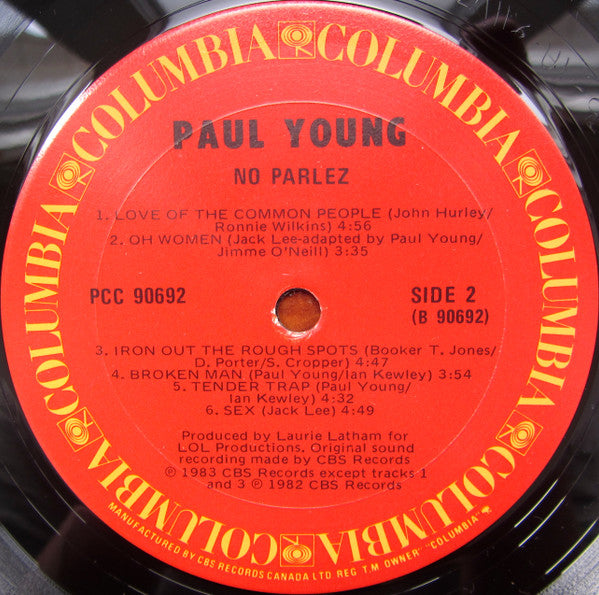 COLUMBIA COLUMBIA COLUMBIA COLUMBIA COLUMBIA COLUMBIA
PAUL YOUNG
NO PARLEZ
1. LOVE OF THE COMMON PEOPLE (John Hurley/
Ronnie Wilkins) 4:56
2. OH WOMEN (Jack Lee-adapted by Paul Young/
Jimme O'Neill) 3:35
PCC 90692
SIDE 2
(B 90692)
3. IRON OUT THE ROUGH SPOTS (Booker T. Jones/
D. Porter/S. Cropper) 4:47
4. BROKEN MAN (Paul Young/Ian Kewley) 3:54
5. TENDER TRAP (Paul Young/
Ian Kewley) 4:32
6. SEX (Jack Lee) 4:49
Produced by Laurie Latham for
LOL Productions. Original sound
recording made by CBS Records
℗ 1983 CBS Records except tracks 1
and 3 ℗ 1982 CBS Records
MANUFACTURED BY CBS RECORDS CANADA LTD REG T.M OWNER -"COLUMBIA"-